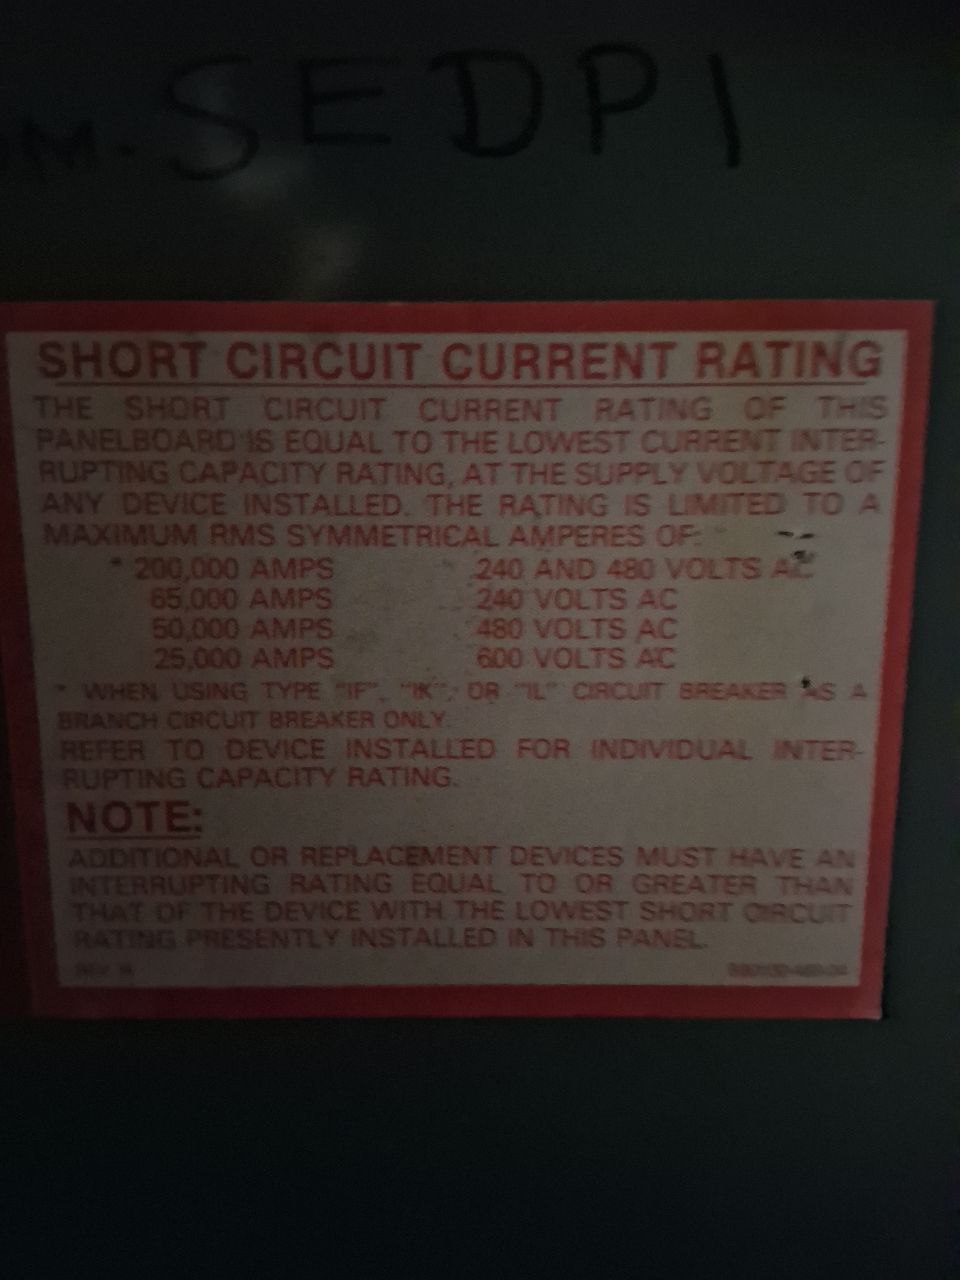 SEDP1
SHORT CIRCUIT CURRENT RATING
THE SHORT CIRCUIT CURRENT RATING OF THIS
PANELBOARD IS EQUAL TO THE LOWEST CURRENT INTER-
RUPTING CAPACITY RATING, AT THE SUPPLY VOLTAGE OF
ANY DEVICE INSTALLED. THE RATING IS LIMITED TO A
MAXIMUM RMS SYMMETRICAL AMPERES OF:
* 200,000 AMPS 240 AND 480 VOLTS AC
65,000 AMPS 240 VOLTS AC
50,000 AMPS 480 VOLTS AC
25,000 AMPS 600 VOLTS AC
* WHEN USING TYPE "IF", "IK", OR "IL" CIRCUIT BREAKER AS A
BRANCH CIRCUIT BREAKER ONLY.
REFER TO DEVICE INSTALLED FOR INDIVIDUAL INTER-
RUPTING CAPACITY RATING.
NOTE:
ADDITIONAL OR REPLACEMENT DEVICES MUST HAVE AN
INTERRUPTING RATING EQUAL TO OR GREATER THAN
THAT OF THE DEVICE WITH THE LOWEST SHORT CIRCUIT
RATING PRESENTLY INSTALLED IN THIS PANEL.
REV